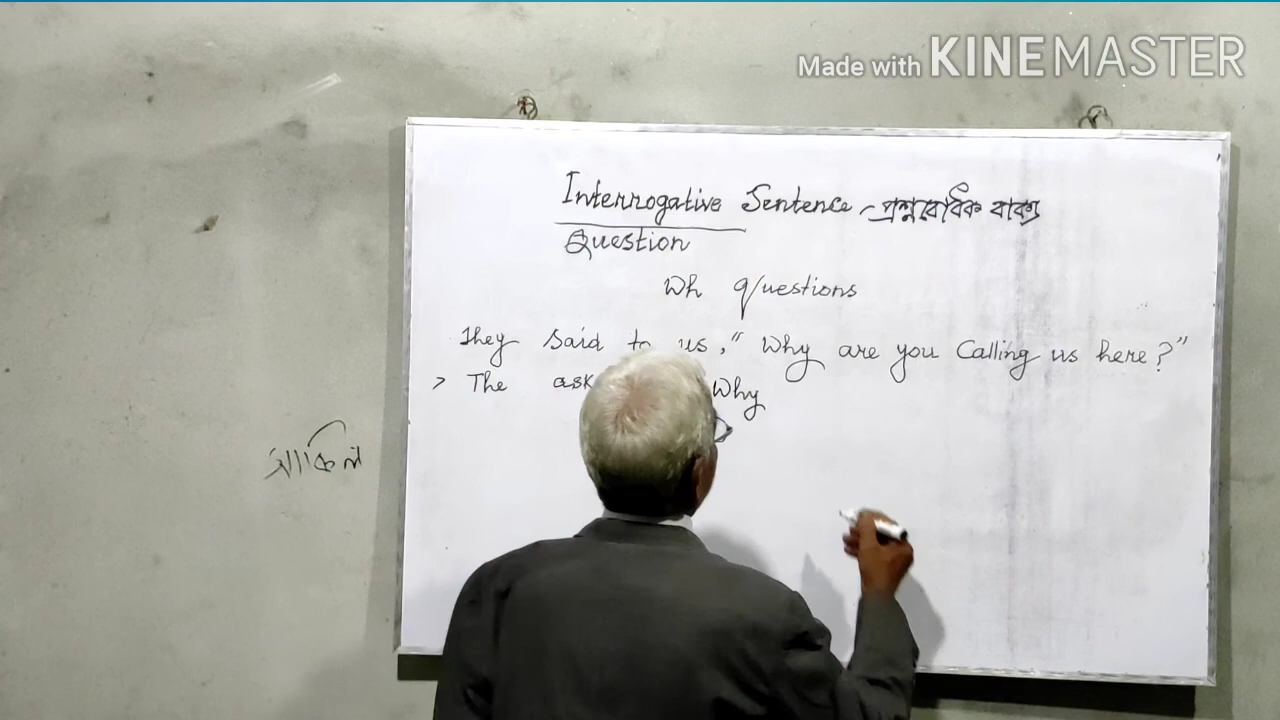 Made with KINEMASTER
Interrogative Sentence - প্রশ্নবোধক বাক্য
Question
Wh questions
They said to us, "Why are you Calling us here?"
> The ask Why